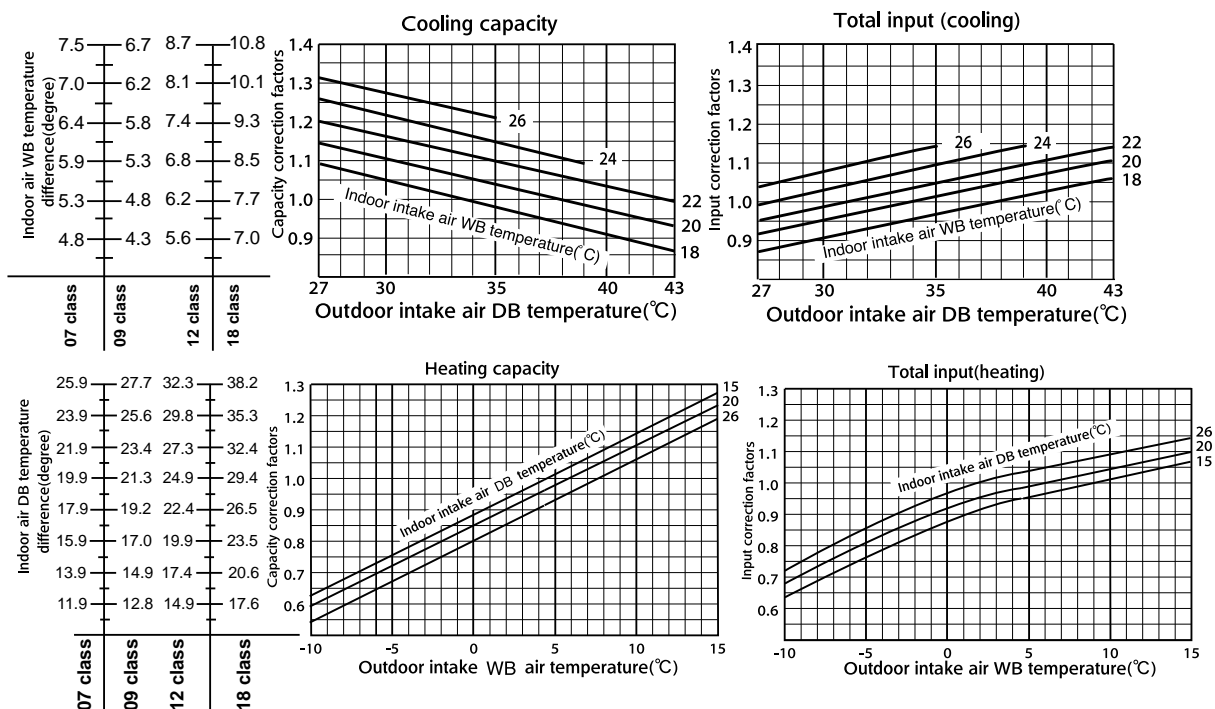 Cooling capacity
Total input (cooling)
Indoor air WB temperature
difference(degree)
7.5 6.7 8.7 10.8
7.0 6.2 8.1 10.1
6.4 5.8 7.4 9.3
5.9 5.3 6.8 8.5
5.3 4.8 6.2 7.7
4.8 4.3 5.6 7.0
07 class
09 class
12 class
18 class
Capacity correction factors
1.4
1.3
1.2
1.1
1.0
0.9
26
24
22
20
18
Indoor intake air WB temperature(°C)
27 30 35 40 43
Outdoor intake air DB temperature(℃)
Input correction factors
1.4
1.3
1.2
1.1
1.0
0.9
26
24
22
20
18
Indoor intake air WB temperature(°C)
27 30 35 40 43
Outdoor intake air DB temperature(℃)
Heating capacity
Total input(heating)
Indoor air DB temperature
difference(degree)
25.9 27.7 32.3 38.2
23.9 25.6 29.8 35.3
21.9 23.4 27.3 32.4
19.9 21.3 24.9 29.4
17.9 19.2 22.4 26.5
15.9 17.0 19.9 23.5
13.9 14.9 17.4 20.6
11.9 12.8 14.9 17.6
07 class
09 class
12 class
18 class
Capacity correction factors
1.3
1.2
1.1
1.0
0.9
0.8
0.7
0.6
15
20
26
Indoor intake air DB temperature(°C)
-10 -5 0 5 10 15
Outdoor intake WB air temperature(℃)
Input correction factors
1.3
1.2
1.1
1.0
0.9
0.8
0.7
0.6
26
20
15
Indoor intake air DB temperature(°C)
-10 -5 0 5 10 15
Outdoor intake air WB temperature(℃)